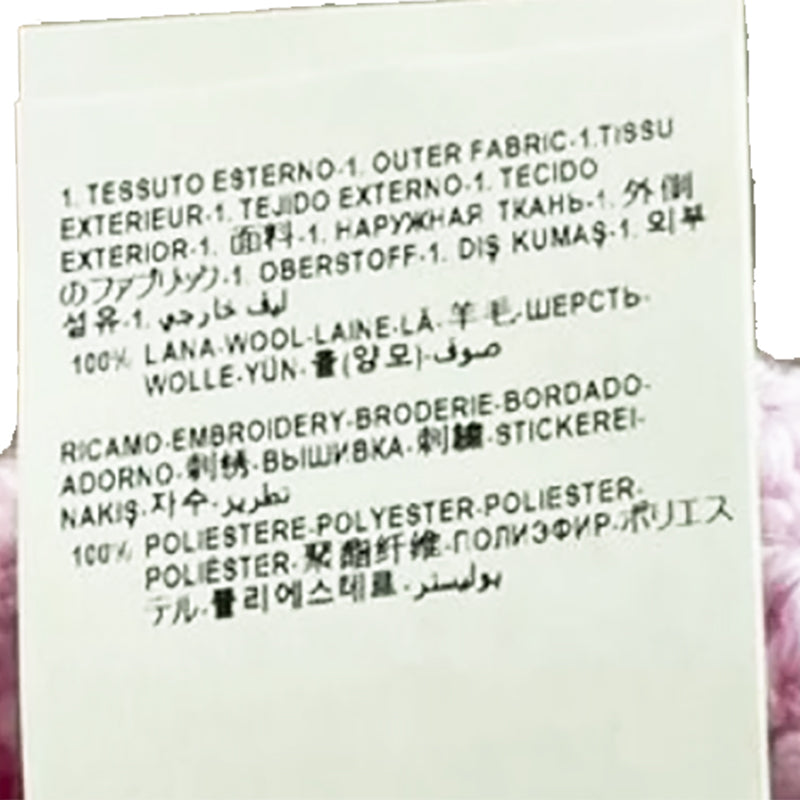 1. TESSUTO ESTERNO-1. OUTER FABRIC-1.TISSU
EXTERIEUR-1. TEJIDO EXTERNO-1. TECIDO
EXTERIOR-1. 面料-1. НАРУЖНАЯ ТКАНЬ-1. 外側
のファブリック-1. OBERSTOFF-1. DIŞ KUMAŞ-1. 외부
섬유-1. ليف خارجي
100% LANA-WOOL-LAINE-LÃ-羊毛-ШЕРСТЬ-
WOLLE-YÜN-울(양모)-صوف
RICAMO-EMBROIDERY-BRODERIE-BORDADO-
ADORNO-刺绣-ВЫШИВКА-刺繍-STICKEREI-
NAKIŞ-자수-تطريز
100% POLIESTERE-POLYESTER-POLIESTER-
POLIÉSTER-聚酯纤维-ПОЛИЭФИР-ポリエス
テル-폴리에스테르-بوليستر